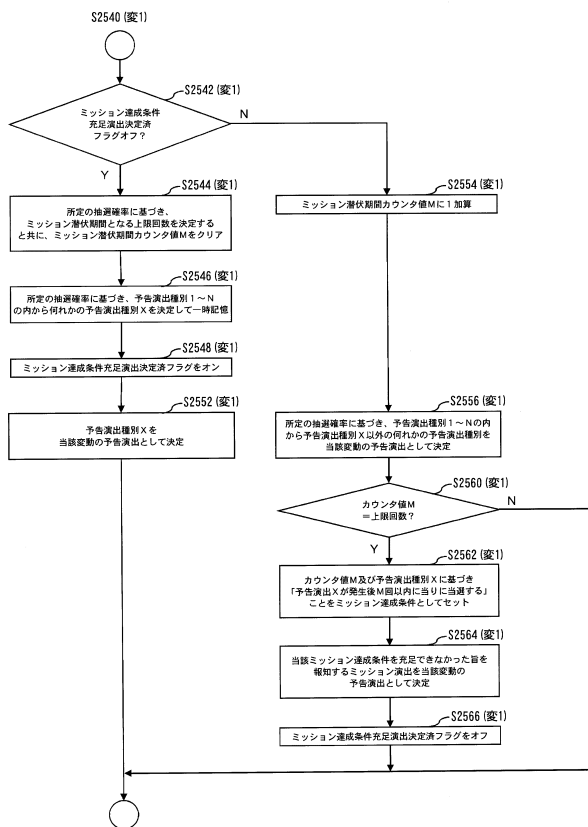 S2540 (変1)
S2542 (変1)
ミッション達成条件
充足演出決定済
フラグオフ？
N
Y
S2544 (変1)
所定の抽選確率に基づき、
ミッション潜伏期間となる上限回数を決定する
と共に、ミッション潜伏期間カウンタ値Mをクリア
S2546 (変1)
所定の抽選確率に基づき、予告演出種別1～N
の内から何れかの予告演出種別Xを決定して一時記憶
S2548 (変1)
ミッション達成条件充足演出決定済フラグをオン
S2552 (変1)
予告演出種別Xを
当該変動の予告演出として決定
S2554 (変1)
ミッション潜伏期間カウンタ値Mに1加算
S2556 (変1)
所定の抽選確率に基づき、予告演出種別1～Nの内
から予告演出種別X以外の何れかの予告演出種別を
当該変動の予告演出として決定
S2560 (変1)
カウンタ値M
＝上限回数？
N
Y
S2562 (変1)
カウンタ値M及び予告演出種別Xに基づき
「予告演出Xが発生後M回以内に当りに当選する」
ことをミッション達成条件としてセット
S2564 (変1)
当該ミッション達成条件を充足できなかった旨を
報知するミッション演出を当該変動の
予告演出として決定
S2566 (変1)
ミッション達成条件充足演出決定済フラグをオフ